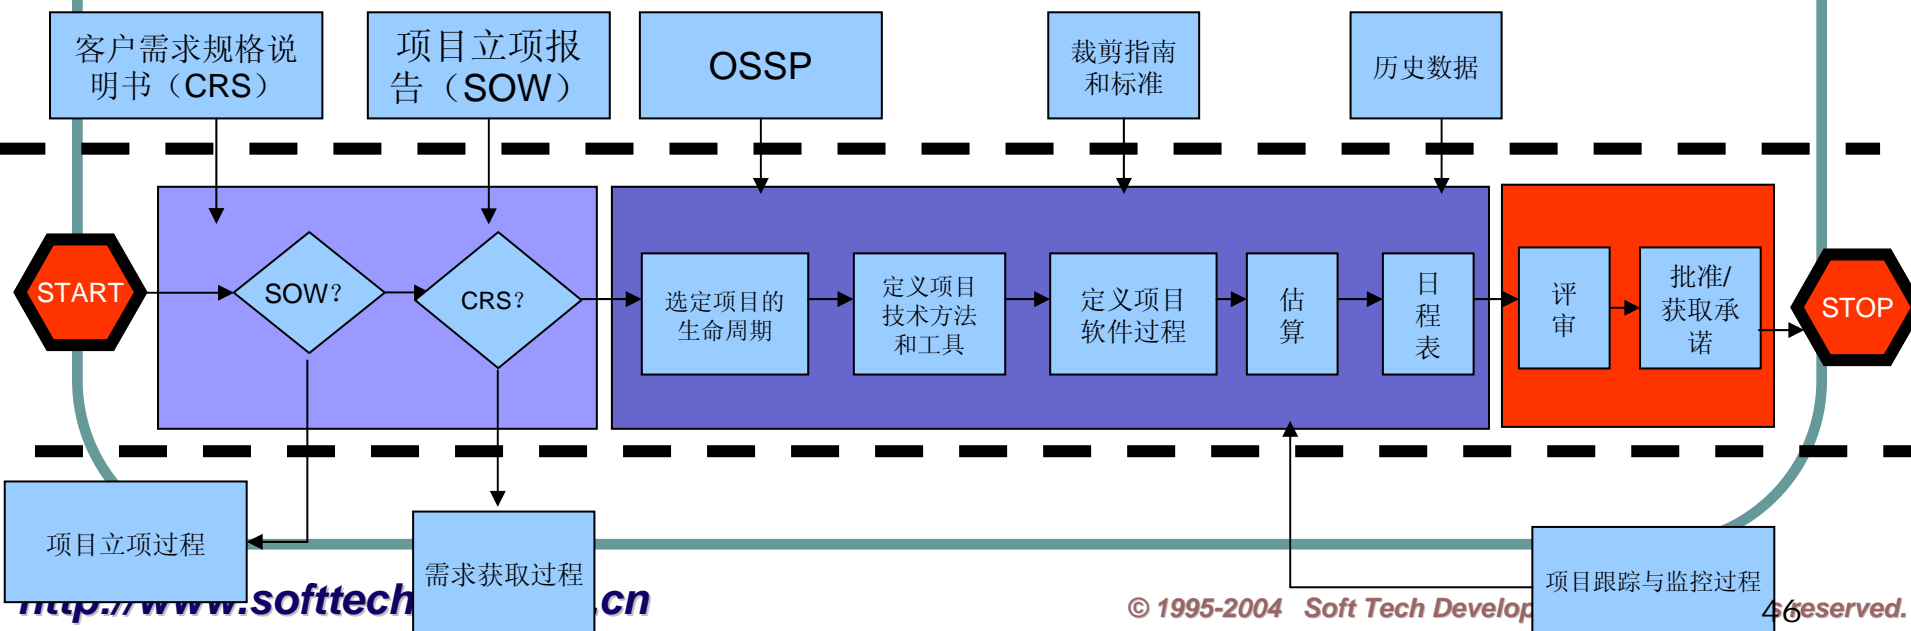 客户需求规格说
明书（CRS）
项目立项报
告（SOW）
OSSP
裁剪指南
和标准
历史数据
START
SOW？
CRS？
选定项目的
生命周期
定义项目
技术方法
和工具
定义项目
软件过程
估
算
日
程
表
评
审
批准/
获取承
诺
STOP
项目立项过程
需求获取过程
项目跟踪与监控过程
http://www.softtech
.cn
© 1995-2004 Soft Tech Develop
eserved.
46